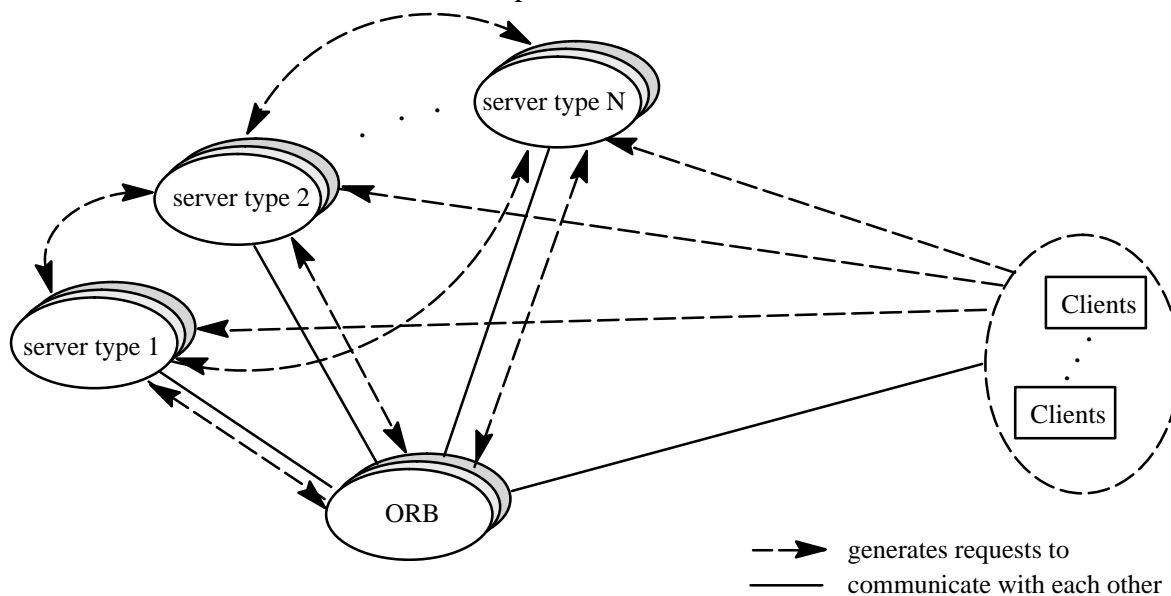 server type N
server type 2
server type 1
Clients
Clients
ORB
generates requests to
communicate with each other